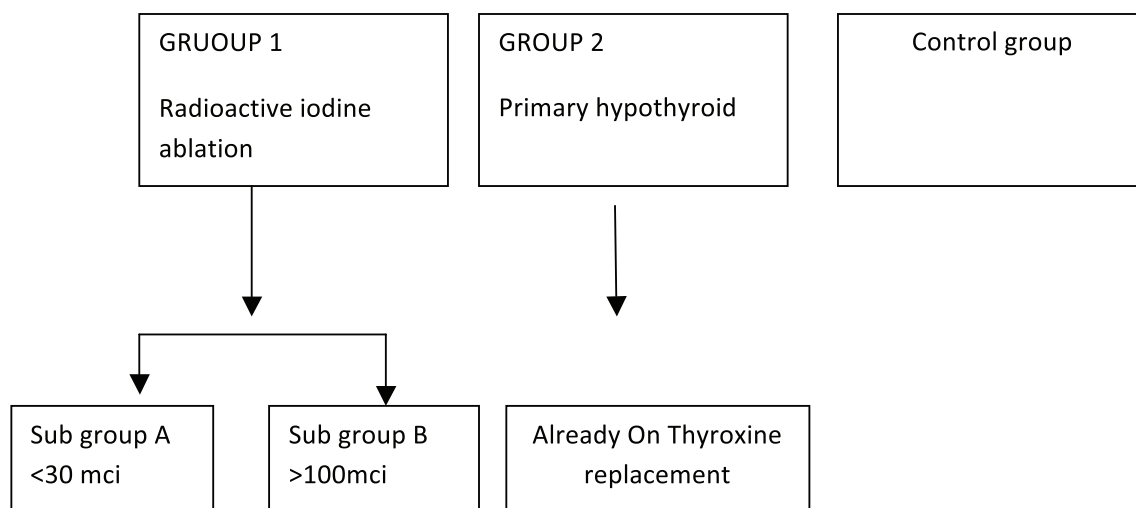 GRUOUP 1
Radioactive iodine
ablation
GROUP 2
Primary hypothyroid
Control group
Sub group A
<30 mci
Sub group B
>100mci
Already On Thyroxine
replacement